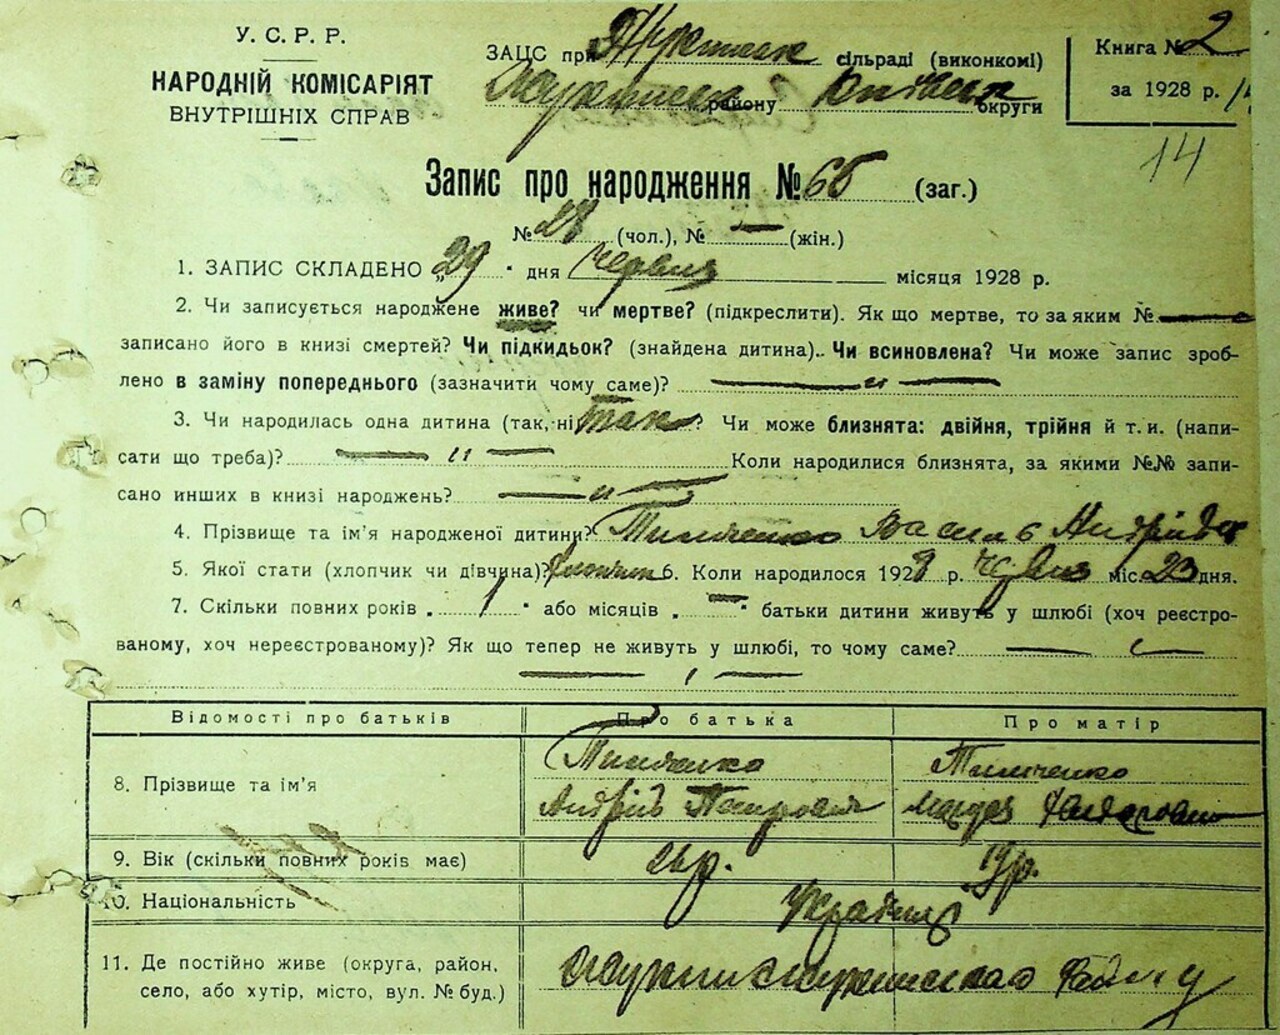 У. С. Р. Р.
НАРОДНІЙ КОМІСАРІЯТ
ВНУТРІШНІХ СПРАВ
ЗАЦС при сільраді (виконкомі)
району округи
Книга № 2
за 1928 р.
14
Запис про народження № (заг.)
№ 28 (чол.), № — (жін.)
1. ЗАПИС СКЛАДЕНО „29" дня Червня місяця 1928 р.
2. Чи записується народжене живе? чи мертве? (підкреслити). Як що мертве, то за яким №
записано його в книзі смертей? Чи підкидьок? (знайдена дитина).. Чи всиновлена? Чи може запис зроб-
лено в заміну попереднього (зазначити чому саме)? — „ —
3. Чи народилась одна дитина (так, ні) так? Чи може близнята: двійня, трійня й т. и. (напи-
сати що треба)? — „ — Коли народилися близнята, за якими №№ запи-
сано инших в книзі народжень? — „ —
4. Прізвище та ім'я народженої дитини? Василь
5. Якої стати (хлопчик чи дівчина)? хлопчик 6. Коли народилося 1928 р. Червня міся 23 дня.
7. Скільки повних років „ 1 " або місяців „ — " батьки дитини живуть у шлюбі (хоч реєстро-
ваному, хоч нереєстрованому)? Як що тепер не живуть у шлюбі, то чому саме?
Відомості про батьків Про батька Про матір
8. Прізвище та ім'я
Андрій Петрович
9. Вік (скільки повних років має) 19р.
10. Національність Українці
11. Де постійно живе (округа, район,
село, або хутір, місто, вул. № буд.)